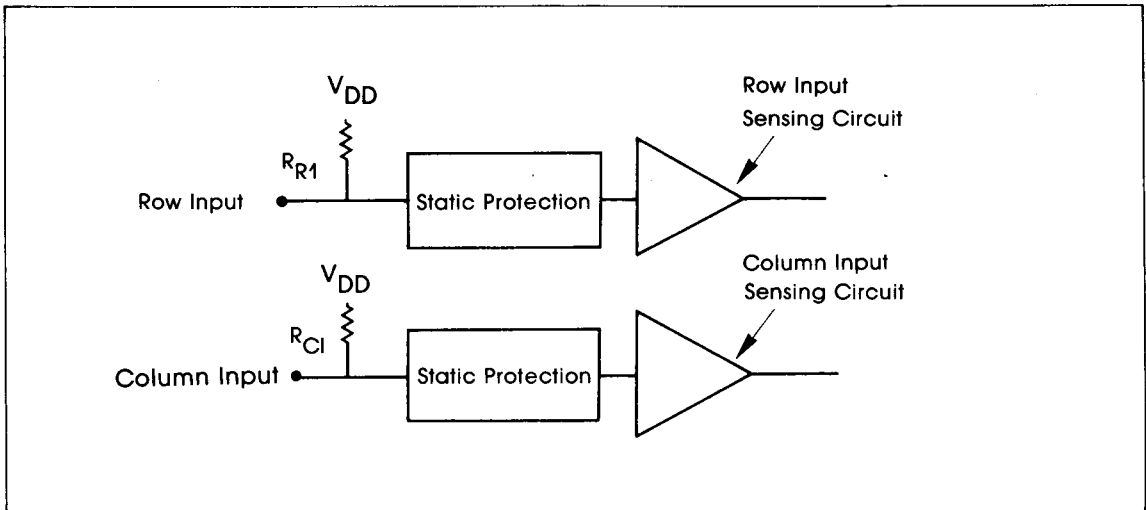 VDD
RR1
Row Input
Static Protection
Row Input
Sensing Circuit
VDD
RCI
Column Input
Static Protection
Column Input
Sensing Circuit